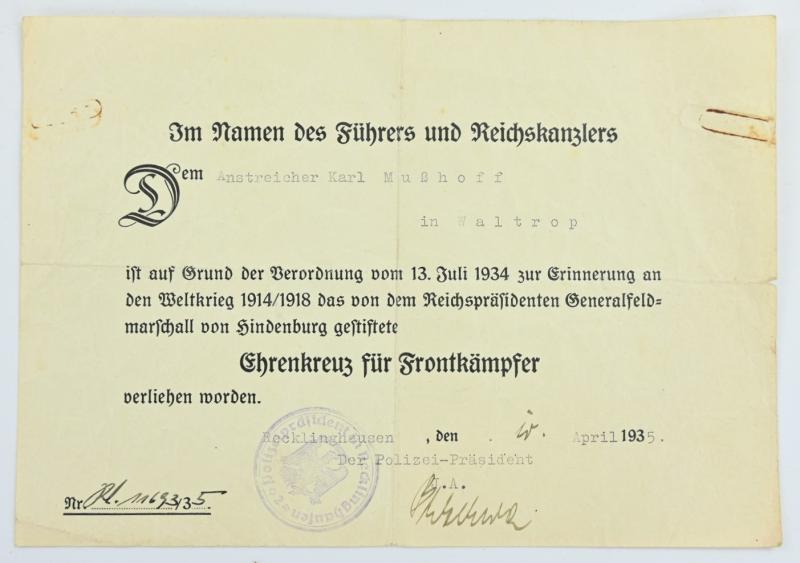 Im Namen des Führers und Reichskanzlers
Dem Anstreicher Karl Mußhoff
in Waltrop
ist auf Grund der Verordnung vom 13. Juli 1934 zur Erinnerung an
den Weltkrieg 1914/1918 das von dem Reichspräsidenten Generalfeld-
marschall von Hindenburg gestiftete
Ehrenkreuz für Frontkämpfer
verliehen worden.
Recklinghausen, den April 1935.
Der Polizei-Präsident
I.A.
Nr. 11693/35